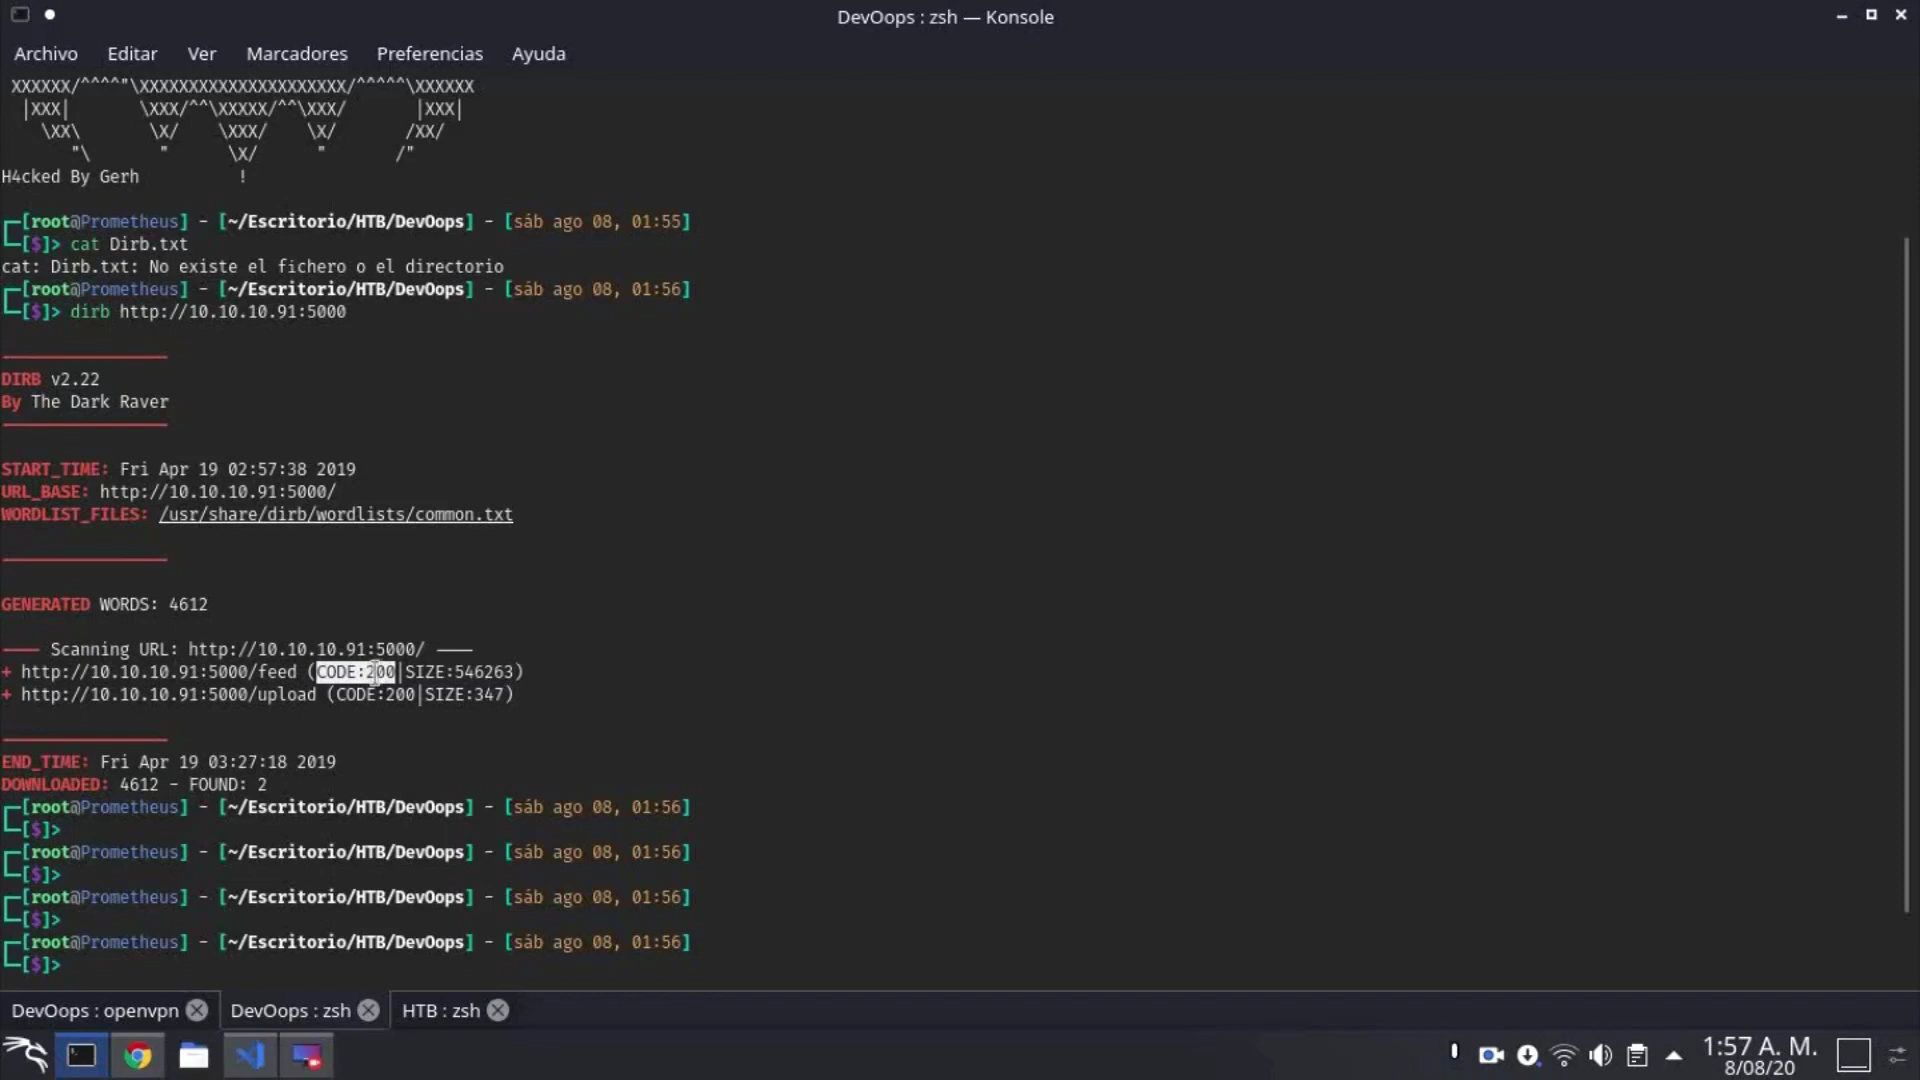 DevOops : zsh — Konsole
Archivo Editar Ver Marcadores Preferencias Ayuda
XXXXXX/^^^^"\XXXXXXXXXXXXXXXXXXXXX/^^^^^\XXXXXX
|XXX| \XXX/^^\XXXXX/^^\XXX/ |XXX|
\XX\ \X/ \XXX/ \X/ /XX/
"\ " \X/ " /"
H4cked By Gerh !
[root@Prometheus] - [~/Escritorio/HTB/DevOops] - [sáb ago 08, 01:55]
[$]> cat Dirb.txt
cat: Dirb.txt: No existe el fichero o el directorio
[root@Prometheus] - [~/Escritorio/HTB/DevOops] - [sáb ago 08, 01:56]
[$]> dirb http://10.10.10.91:5000
DIRB v2.22
By The Dark Raver
START_TIME: Fri Apr 19 02:57:38 2019
URL_BASE: http://10.10.10.91:5000/
WORDLIST_FILES: /usr/share/dirb/wordlists/common.txt
GENERATED WORDS: 4612
---- Scanning URL: http://10.10.10.91:5000/ ----
+ http://10.10.10.91:5000/feed (CODE:200|SIZE:546263)
+ http://10.10.10.91:5000/upload (CODE:200|SIZE:347)
END_TIME: Fri Apr 19 03:27:18 2019
DOWNLOADED: 4612 - FOUND: 2
[root@Prometheus] - [~/Escritorio/HTB/DevOops] - [sáb ago 08, 01:56]
[$]>
[root@Prometheus] - [~/Escritorio/HTB/DevOops] - [sáb ago 08, 01:56]
[$]>
[root@Prometheus] - [~/Escritorio/HTB/DevOops] - [sáb ago 08, 01:56]
[$]>
[root@Prometheus] - [~/Escritorio/HTB/DevOops] - [sáb ago 08, 01:56]
[$]>
DevOops : openvpn DevOops : zsh HTB : zsh
1:57 A. M.
8/08/20